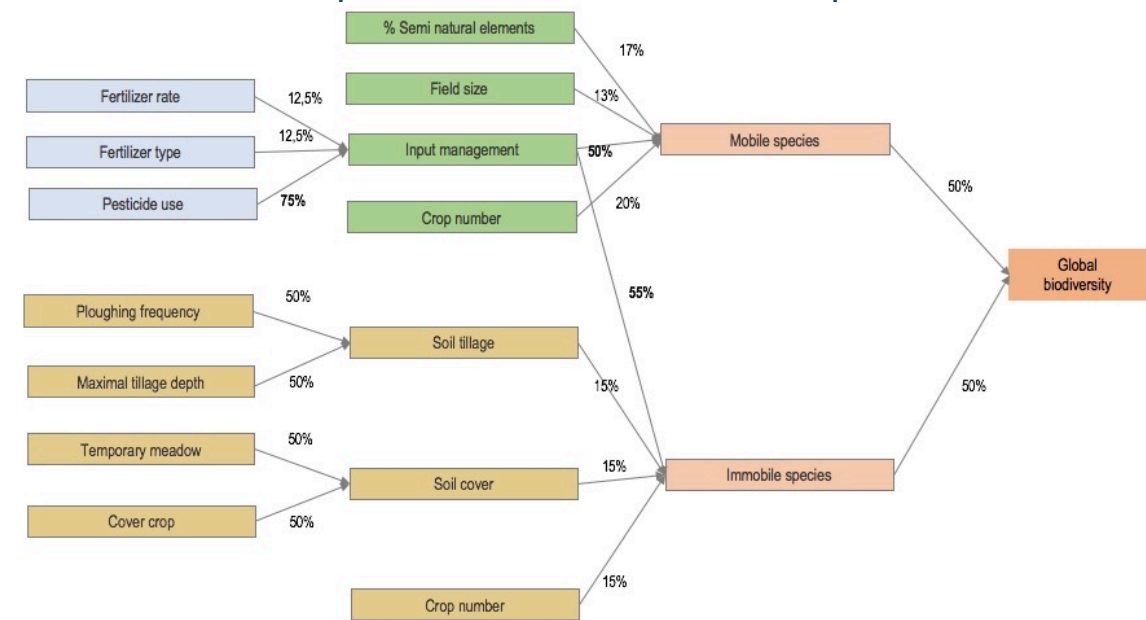 % Semi natural elements
17%
Fertilizer rate
12,5%
Field size
13%
Fertilizer type
12,5%
Input management
50%
Mobile species
Pesticide use
75%
Crop number
20%
50%
Global
biodiversity
55%
Ploughing frequency
50%
Soil tillage
Maximal tillage depth
50%
15%
50%
Temporary meadow
50%
Soil cover
15%
Immobile species
Cover crop
50%
15%
Crop number